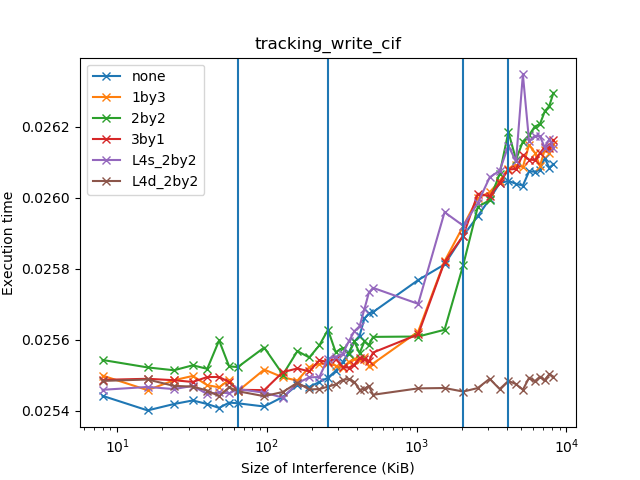 tracking_write_cif
none
1by3
2by2
3by1
L4s_2by2
L4d_2by2
Execution time
0.0262
0.0260
0.0258
0.0256
0.0254
10¹ 10² 10³ 10⁴
Size of Interference (KiB)